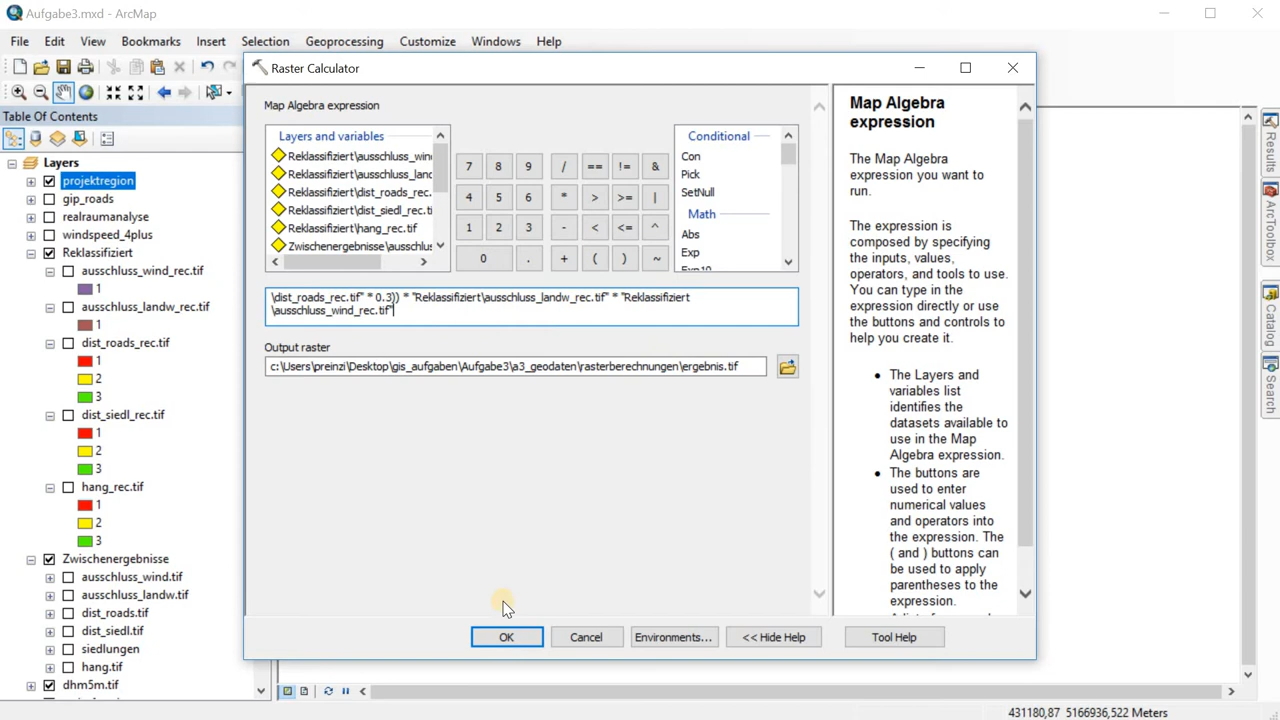 Aufgabe3.mxd - ArcMap
File Edit View Bookmarks Insert Selection Geoprocessing Customize Windows Help
Table Of Contents
Layers
projektregion
gip_roads
realraumanalyse
windspeed_4plus
Reklassifiziert
ausschluss_wind_rec.tif
1
ausschluss_landw_rec.tif
1
dist_roads_rec.tif
1
2
3
dist_siedl_rec.tif
1
2
3
hang_rec.tif
1
2
3
Zwischenergebnisse
ausschluss_wind.tif
ausschluss_landw.tif
dist_roads.tif
dist_siedl.tif
siedlungen
hang.tif
dhm5m.tif
Raster Calculator
Map Algebra expression
Layers and variables
Reklassifiziert\ausschluss_win
Reklassifiziert\ausschluss_lanc
Reklassifiziert\dist_roads_rec.
Reklassifiziert\dist_siedl_rec.ti
Reklassifiziert\hang_rec.tif
Zwischenergebnisse\ausschlus
7 8 9 / == != &
4 5 6 * > >= |
1 2 3 - < <= ^
0 . + ( ) ~
Conditional
Con
Pick
SetNull
Math
Abs
Exp
Exp10
\dist_roads_rec.tif" * 0.3)) * "Reklassifiziert\ausschluss_landw_rec.tif" * "Reklassifiziert
\ausschluss_wind_rec.tif"
Output raster
c:\Users\preinzi\Desktop\gis_aufgaben\Aufgabe3\a3_geodaten\rasterberechnungen\ergebnis.tif
OK Cancel Environments... << Hide Help Tool Help
Map Algebra
expression
The Map Algebra
expression you want to
run.
The expression is
composed by specifying
the inputs, values,
operators, and tools to use.
You can type in the
expression directly or use
the buttons and controls to
help you create it.
• The Layers and
variables list
identifies the
datasets available to
use in the Map
Algebra expression.
• The buttons are
used to enter
numerical values
and operators into
the expression. The
( and ) buttons can
be used to apply
parentheses to the
expression.
Results
ArcToolbox
Catalog
Search
431180,87 5166936,522 Meters